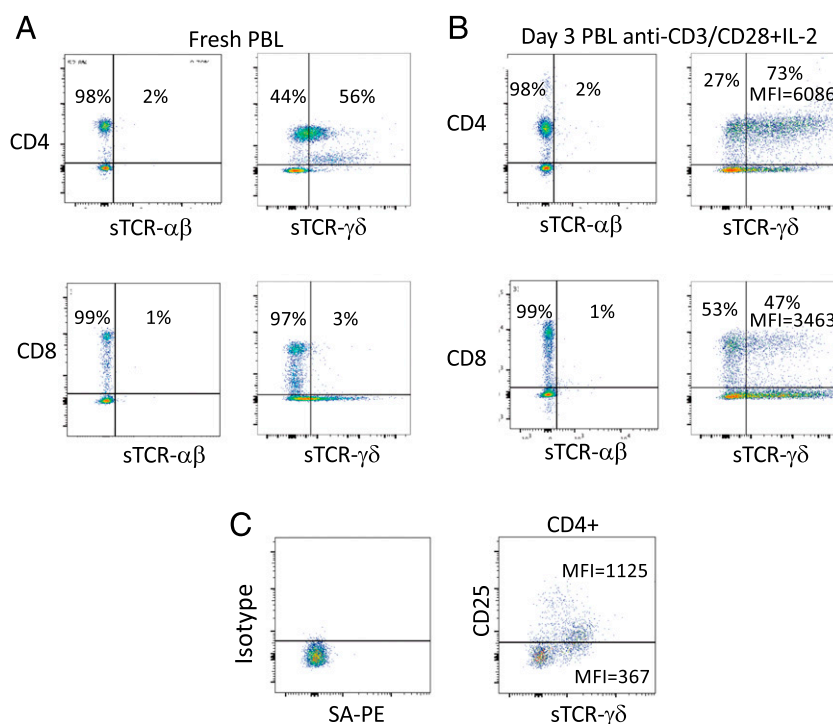 A
Fresh PBL
98% 2%
44% 56%
CD4
sTCR-αβ
sTCR-γδ
99% 1%
97% 3%
CD8
sTCR-αβ
sTCR-γδ
B
Day 3 PBL anti-CD3/CD28+IL-2
98% 2%
27% 73%
MFI=6086
CD4
sTCR-αβ
sTCR-γδ
99% 1%
53% 47%
MFI=3463
CD8
sTCR-αβ
sTCR-γδ
C
CD4+
Isotype
SA-PE
MFI=1125
CD25
MFI=367
sTCR-γδ